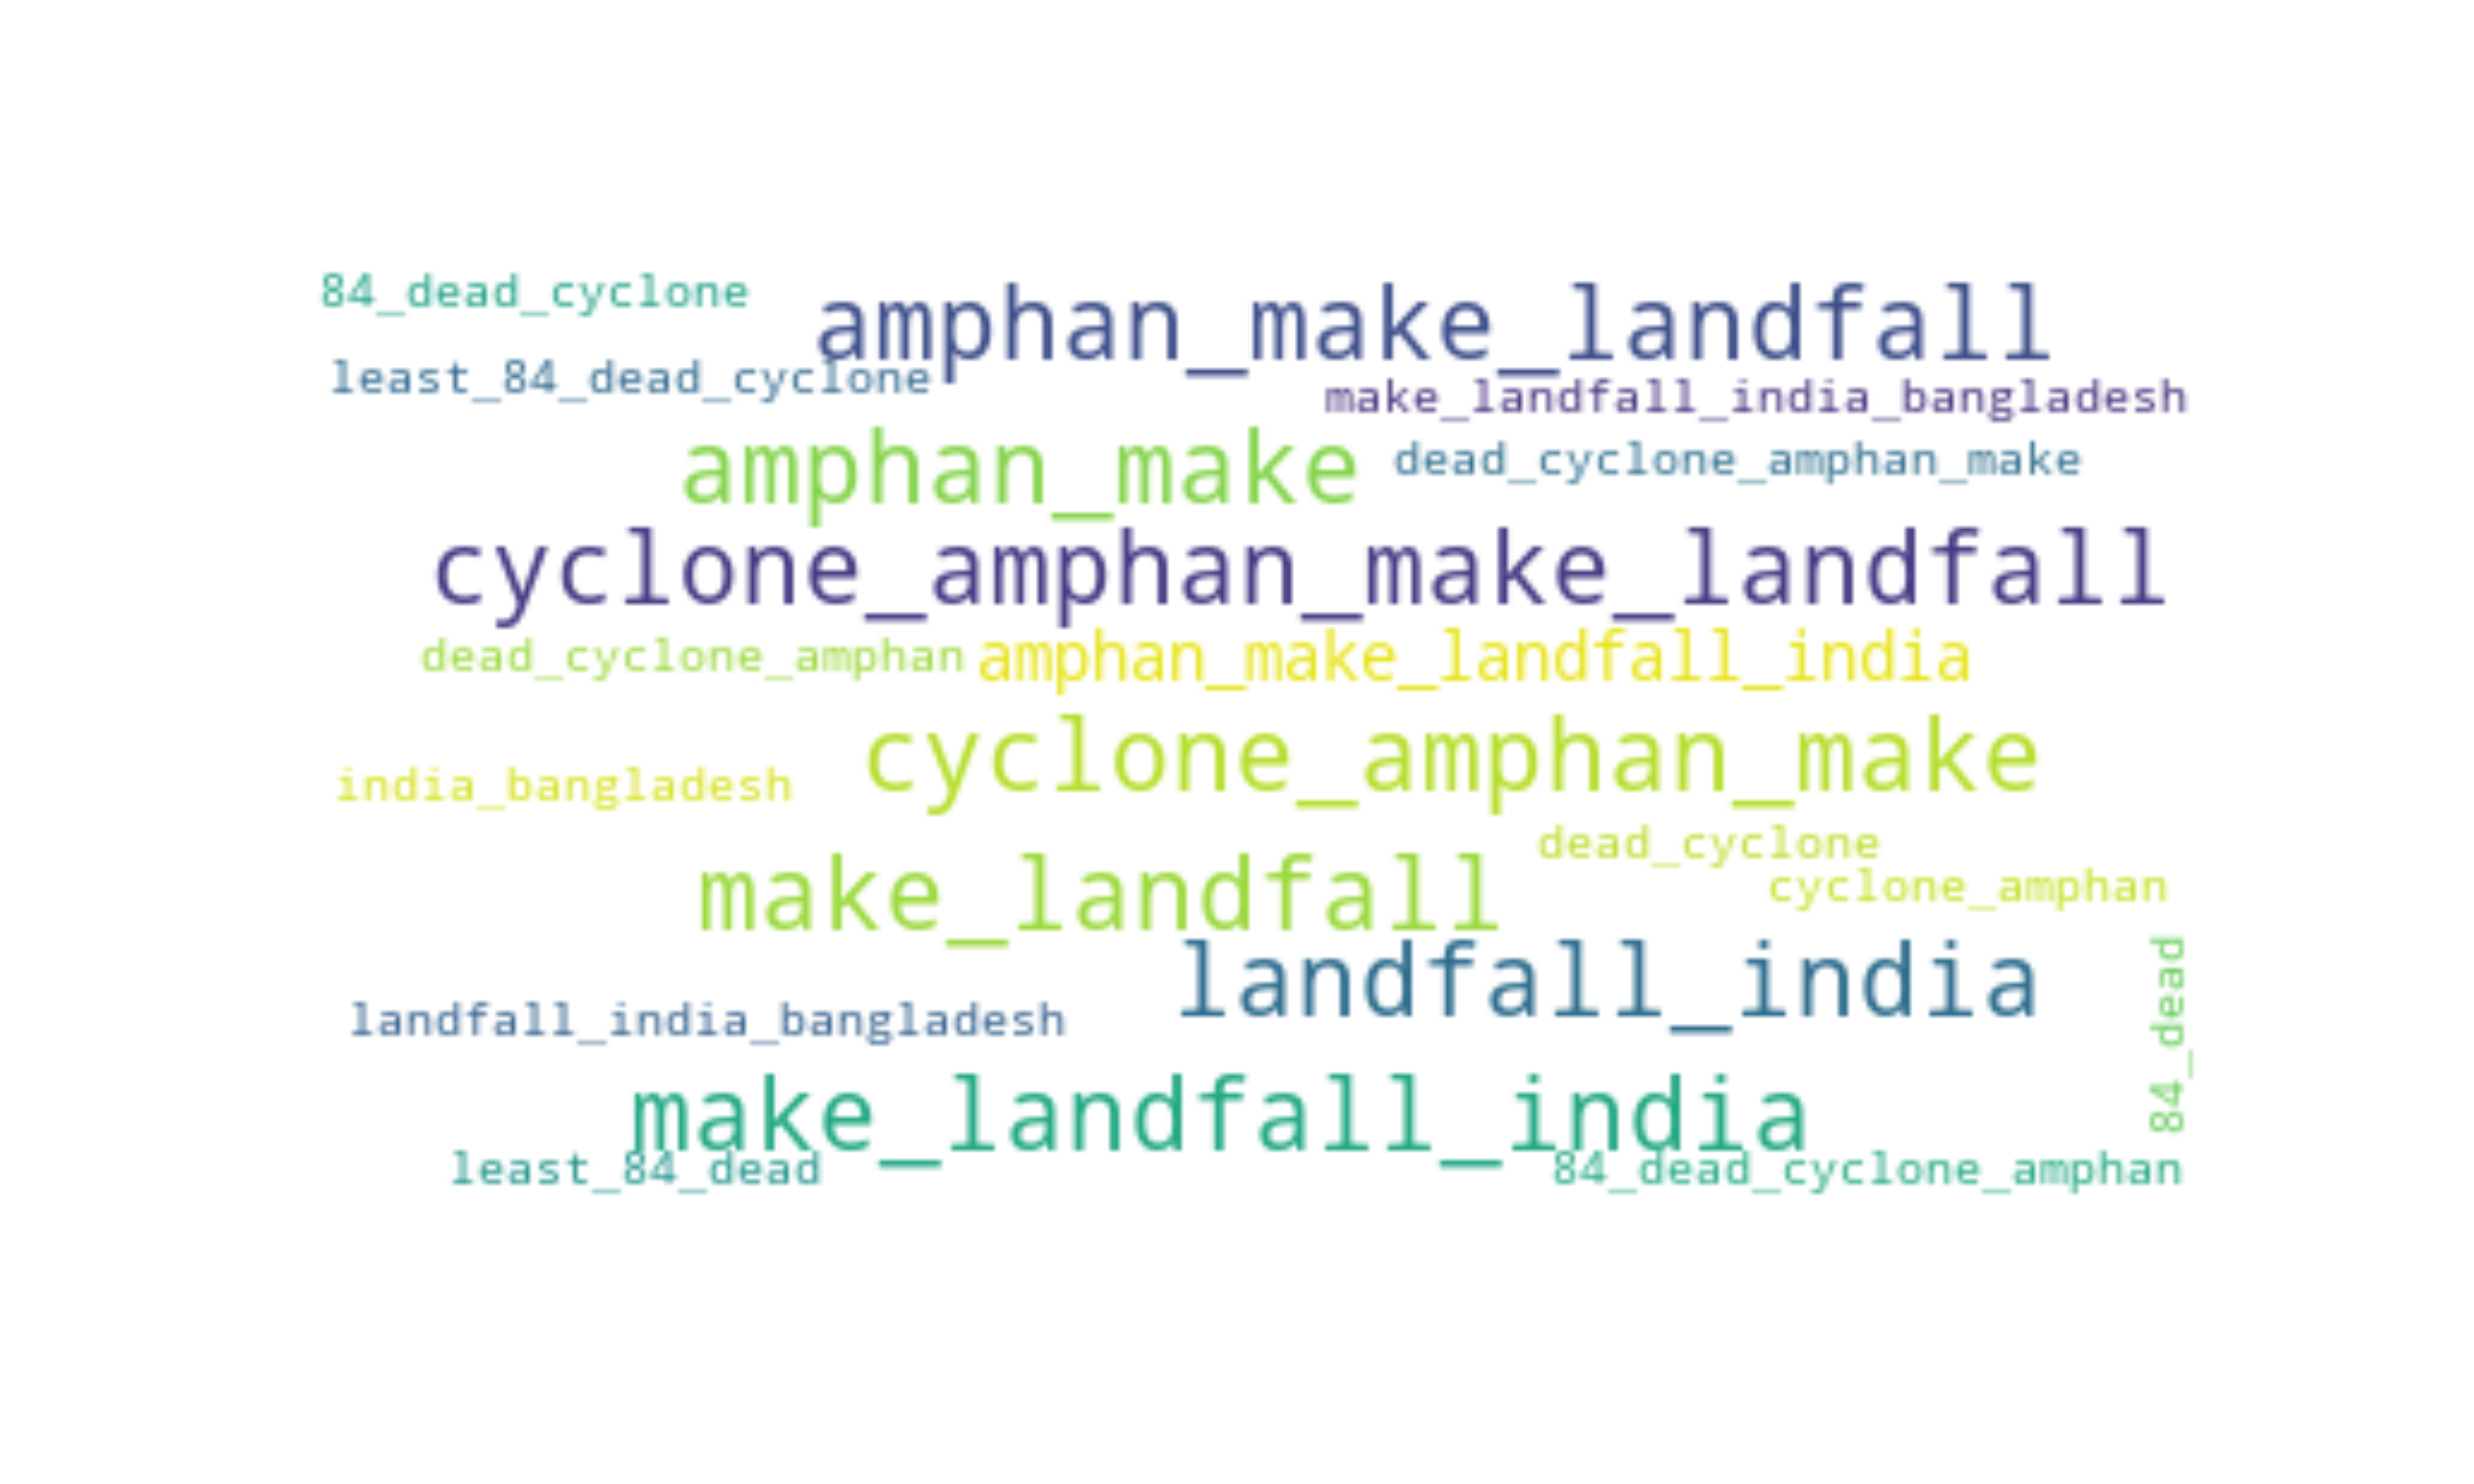 84_dead_cyclone
amphan_make_landfall
least_84_dead_cyclone
make_landfall_india_bangladesh
amphan_make
dead_cyclone_amphan_make
cyclone_amphan_make_landfall
dead_cyclone_amphan
amphan_make_landfall_india
cyclone_amphan_make
india_bangladesh
dead_cyclone
make_landfall
cyclone_amphan
landfall_india
landfall_india_bangladesh
84_dead
make_landfall_india
least_84_dead
84_dead_cyclone_amphan